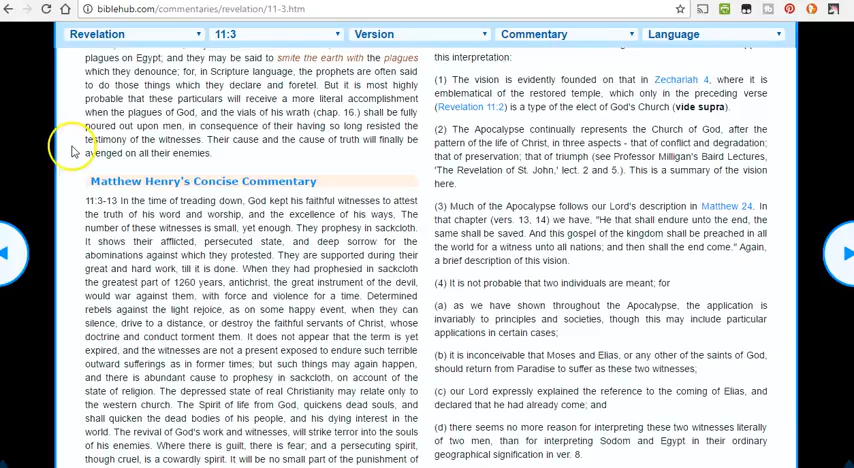 biblehub.com/commentaries/revelation/11-3.htm
Revelation 11:3 Version Commentary Language
plagues on Egypt; and they may be said to smite the earth with the plagues
which they denounce; for, in Scripture language, the prophets are often said
to do those things which they declare and foretel. But it is most highly
probable that these particulars will receive a more literal accomplishment
when the plagues of God, and the vials of his wrath (chap. 16.) shall be fully
poured out upon men, in consequence of their having so long resisted the
testimony of the witnesses. Their cause and the cause of truth will finally be
avenged on all their enemies.
Matthew Henry's Concise Commentary
11:3-13 In the time of treading down, God kept his faithful witnesses to attest
the truth of his word and worship, and the excellence of his ways, The
number of these witnesses is small, yet enough. They prophesy in sackcloth.
It shows their afflicted, persecuted state, and deep sorrow for the
abominations against which they protested. They are supported during their
great and hard work, till it is done. When they had prophesied in sackcloth
the greatest part of 1260 years, antichrist, the great instrument of the devil,
would war against them, with force and violence for a time. Determined
rebels against the light rejoice, as on some happy event, when they can
silence, drive to a distance, or destroy the faithful servants of Christ, whose
doctrine and conduct torment them. It does not appear that the term is yet
expired, and the witnesses are not a present exposed to endure such terrible
outward sufferings as in former times; but such things may again happen,
and there is abundant cause to prophesy in sackcloth, on account of the
state of religion. The depressed state of real Christianity may relate only to
the western church. The Spirit of life from God, quickens dead souls, and
shall quicken the dead bodies of his people, and his dying interest in the
world. The revival of God's work and witnesses, will strike terror into the souls
of his enemies. Where there is guilt, there is fear; and a persecuting spirit,
though cruel, is a cowardly spirit. It will be no small part of the punishment of
this interpretation:
(1) The vision is evidently founded on that in Zechariah 4, where it is
emblematical of the restored temple, which only in the preceding verse
(Revelation 11:2) is a type of the elect of God's Church (vide supra).
(2) The Apocalypse continually represents the Church of God, after the
pattern of the life of Christ, in three aspects - that of conflict and degradation;
that of preservation; that of triumph (see Professor Milligan's Baird Lectures,
'The Revelation of St. John,' lect. 2 and 5.). This is a summary of the vision
here.
(3) Much of the Apocalypse follows our Lord's description in Matthew 24. In
that chapter (vers. 13, 14) we have, "He that shall endure unto the end, the
same shall be saved. And this gospel of the kingdom shall be preached in all
the world for a witness unto all nations; and then shall the end come." Again,
a brief description of this vision.
(4) It is not probable that two individuals are meant; for
(a) as we have shown throughout the Apocalypse, the application is
invariably to principles and societies, though this may include particular
applications in certain cases;
(b) it is inconceivable that Moses and Elias, or any other of the saints of God,
should return from Paradise to suffer as these two witnesses;
(c) our Lord expressly explained the reference to the coming of Elias, and
declared that he had already come; and
(d) there seems no more reason for interpreting these two witnesses literally
of two men, than for interpreting Sodom and Egypt in their ordinary
geographical signification in ver. 8.